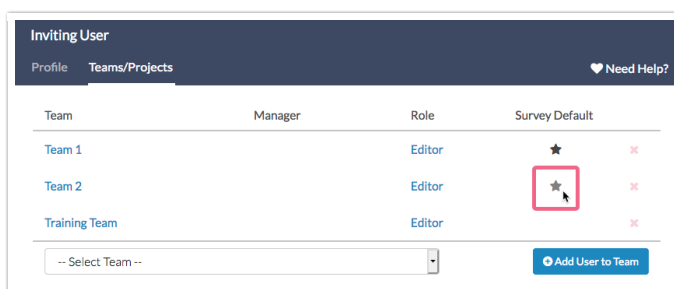 Inviting User
Profile Teams/Projects Need Help?
Team Manager Role Survey Default
Team 1 Editor
Team 2 Editor
Training Team Editor
-- Select Team -- Add User to Team